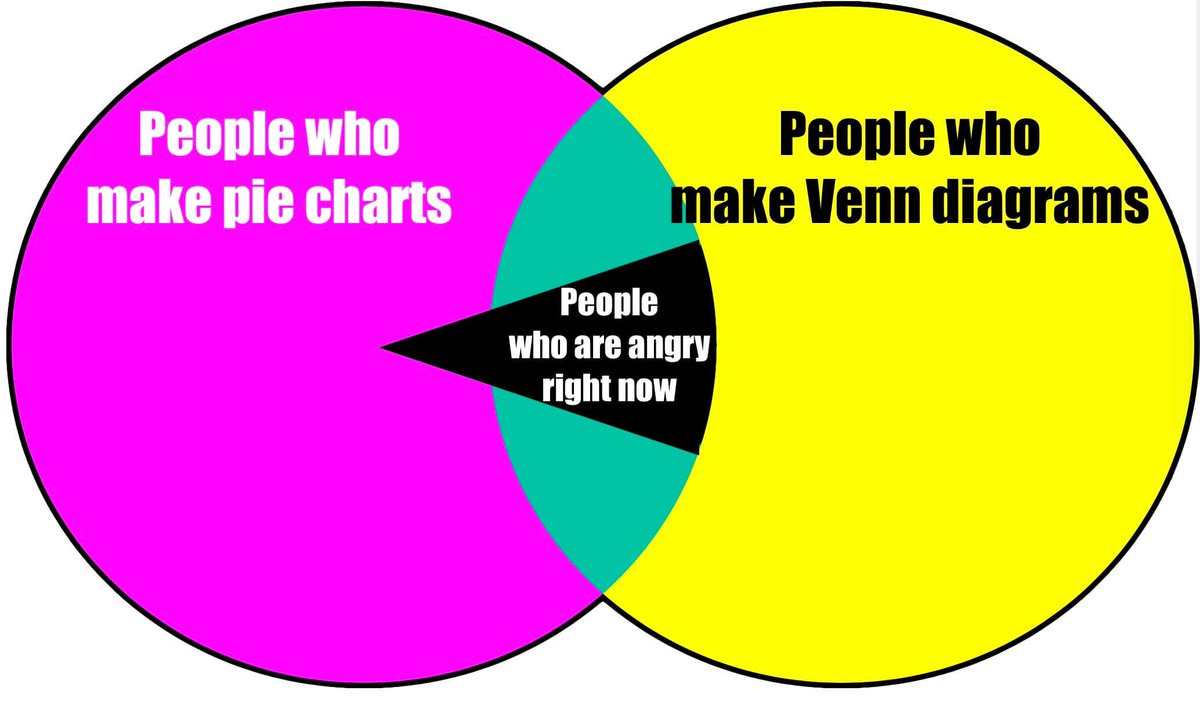 People who
make pie charts
People who
make Venn diagrams
People
who are angry
right now